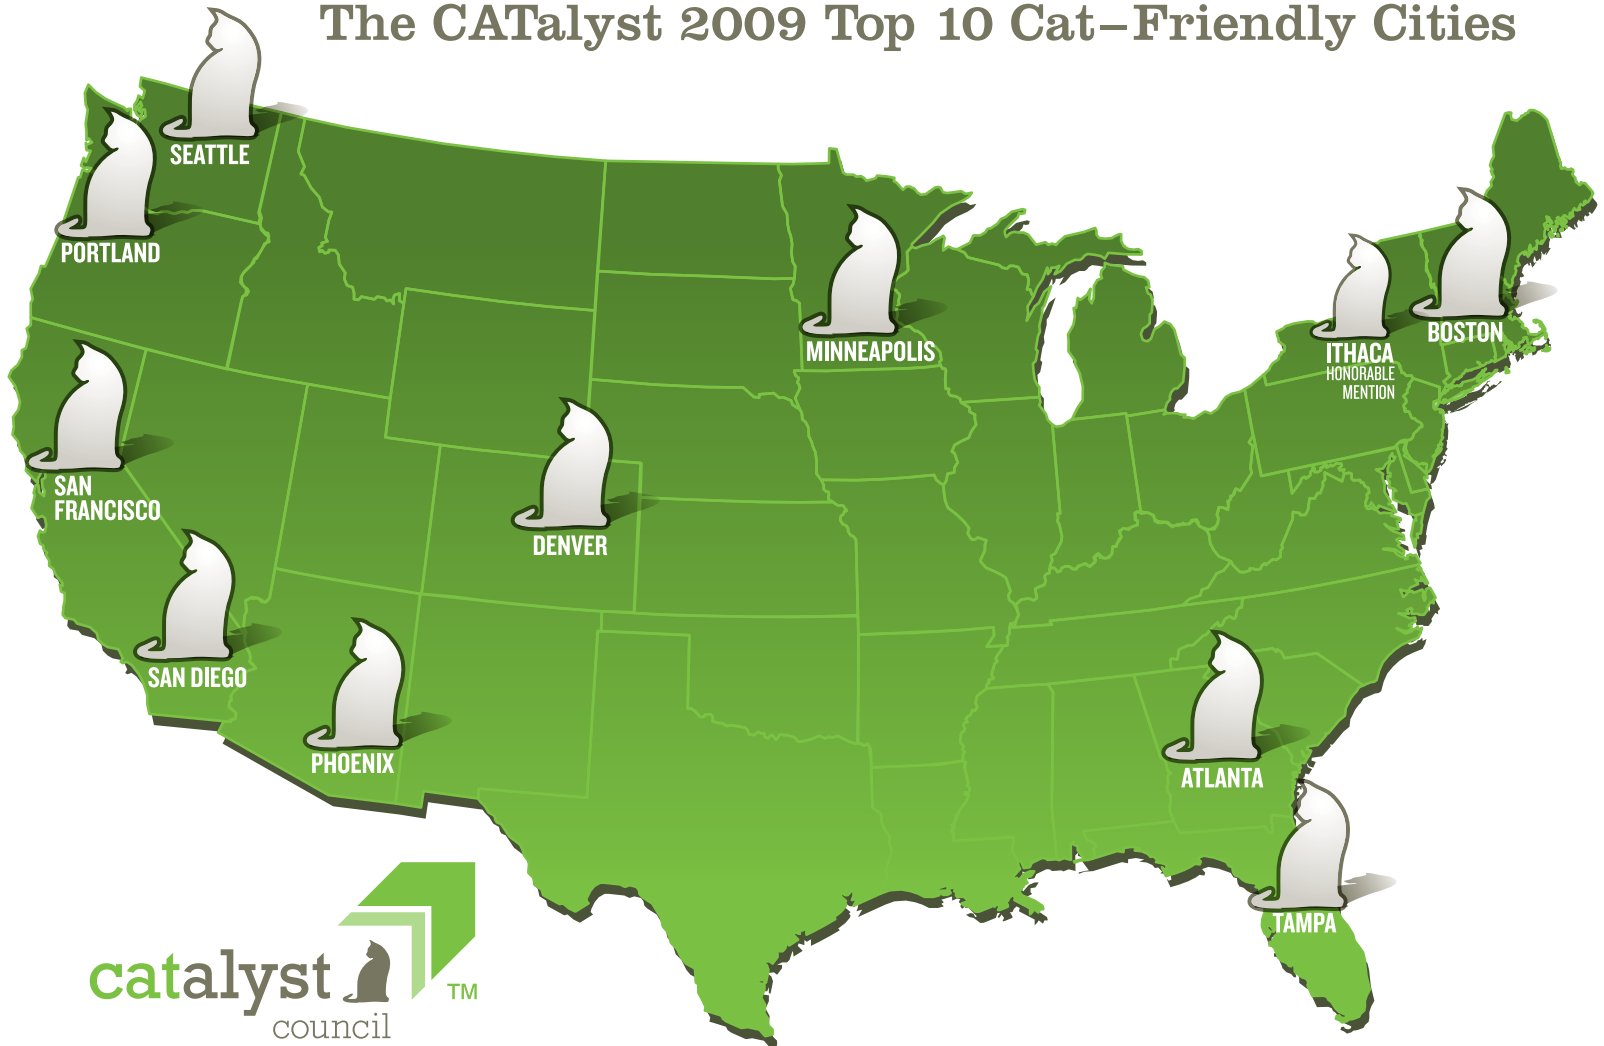 The CATalyst 2009 Top 10 Cat–Friendly Cities
SEATTLE
PORTLAND
MINNEAPOLIS
BOSTON
ITHACA
HONORABLE
MENTION
SAN
FRANCISCO
DENVER
SAN DIEGO
PHOENIX
ATLANTA
TAMPA
catalyst
TM
council